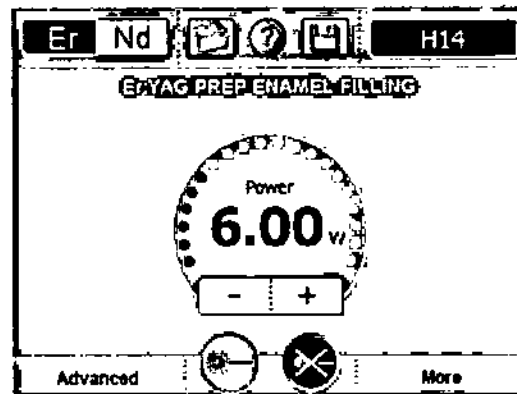 Er Nd ? H14
Er:YAG PREP ENAMEL FILLING
Power
6.00 W
- +
Advanced More